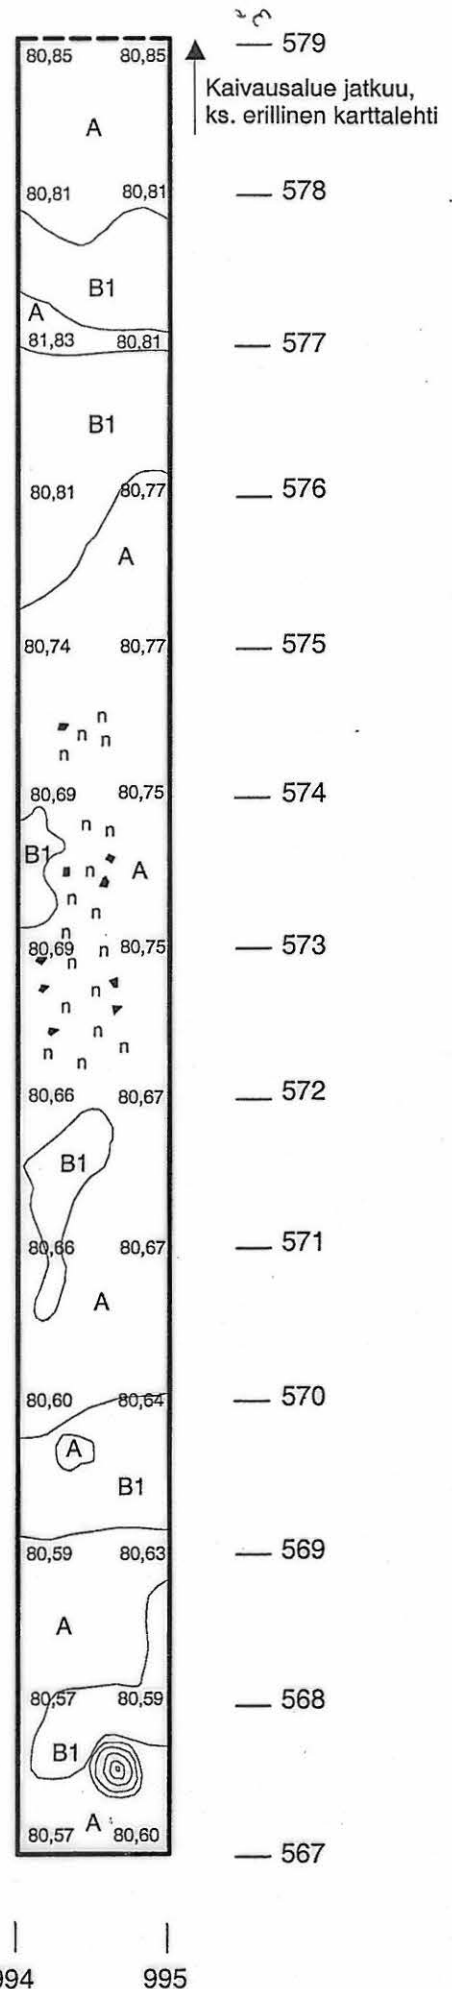 579
80,85 80,85
Kaivausalue jatkuu,
ks. erillinen karttalehti
A
80,81 80,81 578
B1
A
81,83 80,81 577
B1
80,81 80,77 576
A
80,74 80,77 575
n
n n
n
80,69 80,75 574
n n
B1 n A
n
n
n
80,69 n 80,75 573
n
n
n
n
n n
n
80,66 80,67 572
B1
80,66 80,67 571
A
80,60 80,64 570
A
B1
80,59 80,63 569
A
80,57 80,59 568
B1
A
80,57 80,60 567
994 995